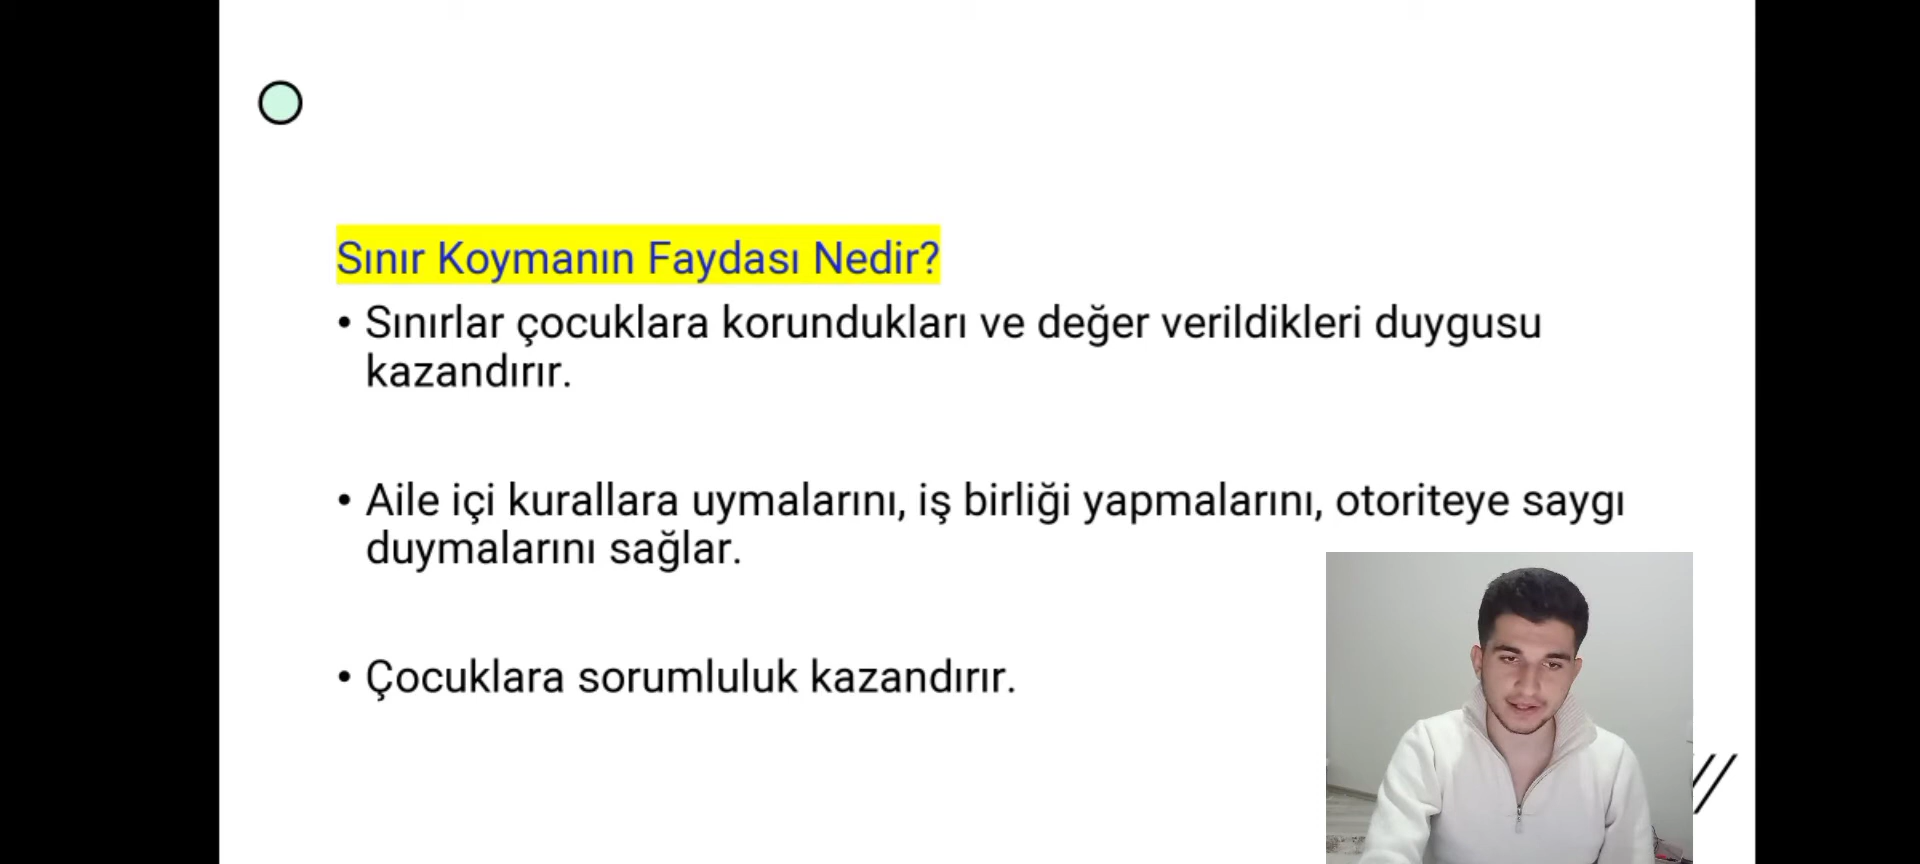 Sınır Koymanın Faydası Nedir?
• Sınırlar çocuklara korundukları ve değer verildikleri duygusu
kazandırır.
• Aile içi kurallara uymalarını, iş birliği yapmalarını, otoriteye saygı
duymalarını sağlar.
• Çocuklara sorumluluk kazandırır.